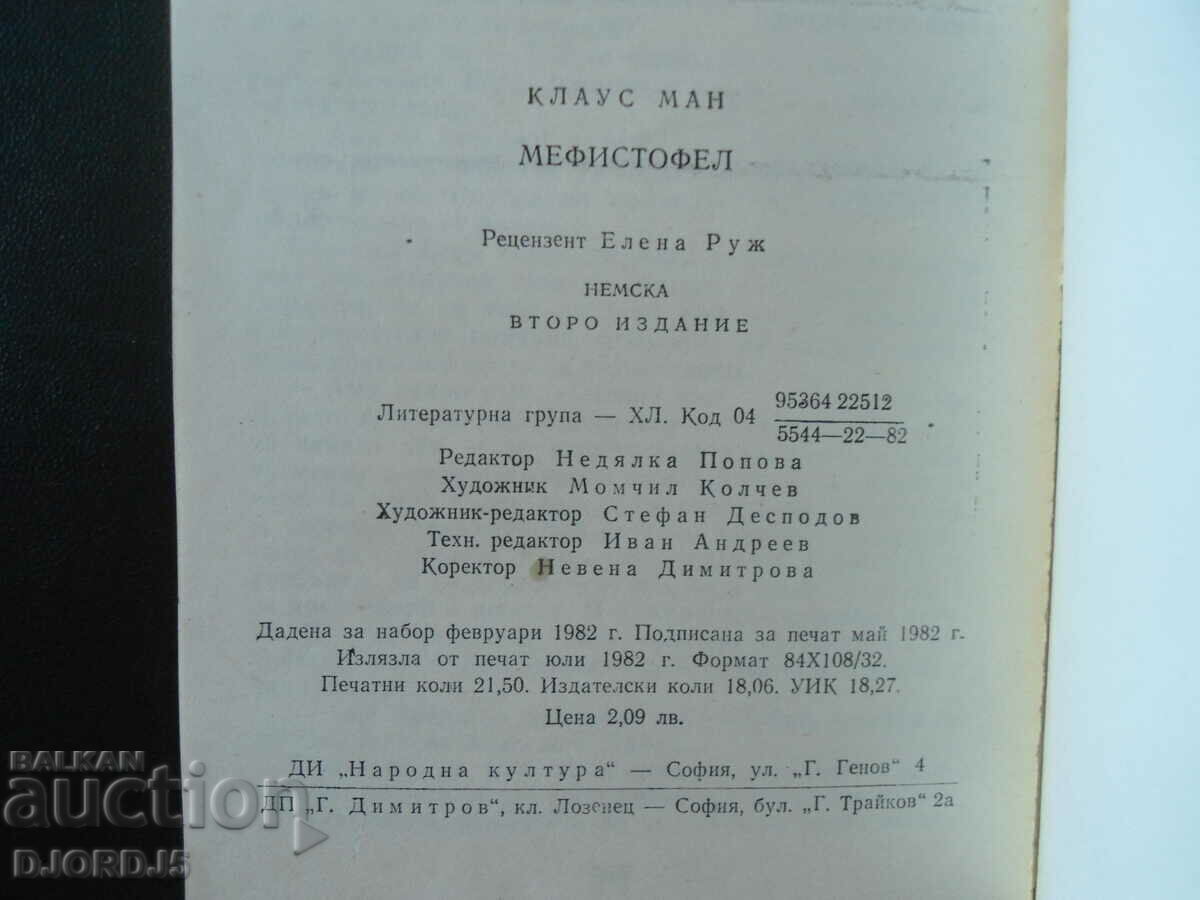 КЛАУС МАН
МЕФИСТОФЕЛ
Рецензент Елена Руж
НЕМСКА
ВТОРО ИЗДАНИЕ
Литературна група — ХЛ. Код 04 95364 22512
5544—22—82
Редактор Недялка Попова
Художник Момчил Колчев
Художник-редактор Стефан Десподов
Техн. редактор Иван Андреев
Коректор Невена Димитрова
Дадена за набор февруари 1982 г. Подписана за печат май 1982 г.
Излязла от печат юли 1982 г. Формат 84X108/32.
Печатни коли 21,50. Издателски коли 18,06. УИК 18,27.
Цена 2,09 лв.
ДИ „Народна култура“ — София, ул. „Г. Генов“ 4
ДП „Г. Димитров“, кл. Лозенец — София, бул. „Г. Трайков“ 2а
BALKAN
auction
DJORDJ5